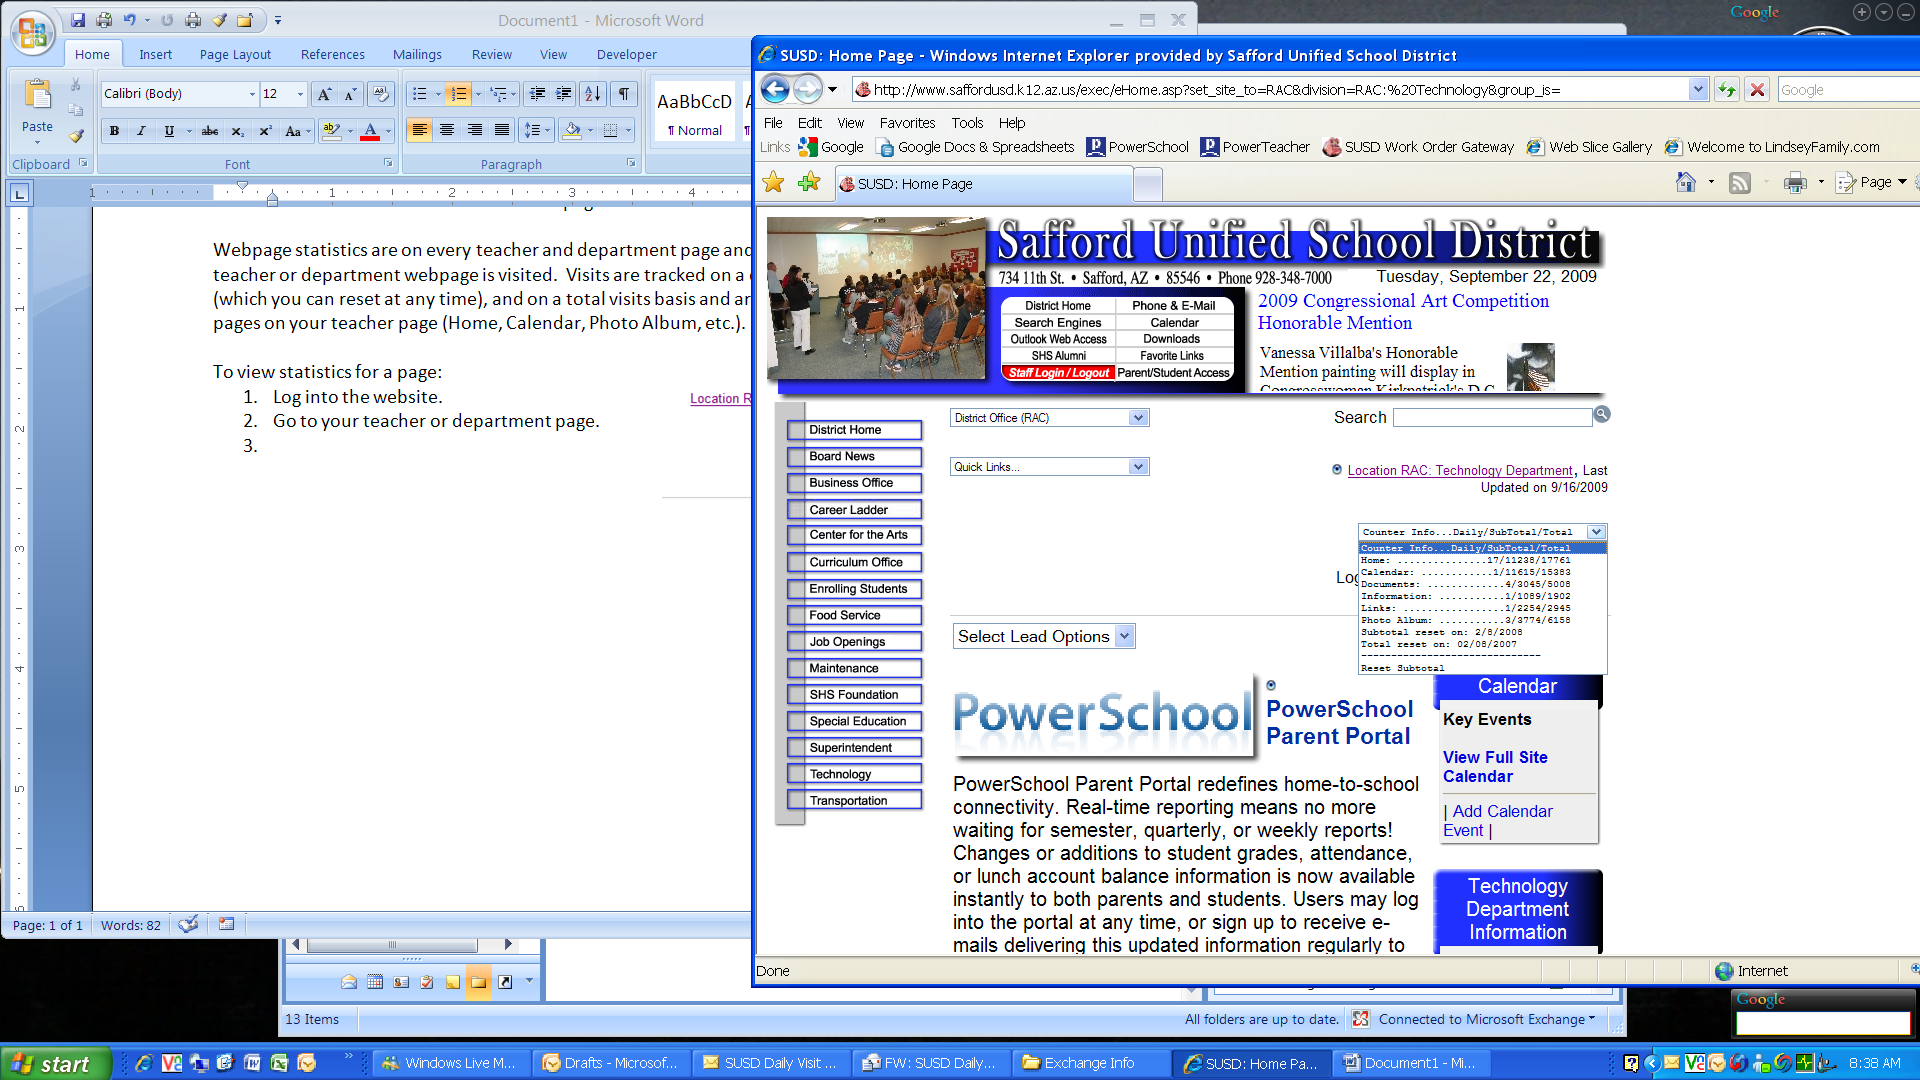 Document1 - Microsoft Word
Google
Home Insert Page Layout References Mailings Review View Developer
Calibri (Body) 12
Paste
B I U abc x₂ x² Aa
AaBbCcD
¶ Normal
Clipboard Font Paragraph
Webpage statistics are on every teacher and department page and
teacher or department webpage is visited. Visits are tracked on a
(which you can reset at any time), and on a total visits basis and ar
pages on your teacher page (Home, Calendar, Photo Album, etc.).
To view statistics for a page:
1. Log into the website.
Location R
2. Go to your teacher or department page.
3.
Page: 1 of 1 Words: 82
SUSD: Home Page - Windows Internet Explorer provided by Safford Unified School District
http://www.saffordusd.k12.az.us/exec/eHome.asp?set_site_to=RAC&division=RAC:%20Technology&group_is=
Google
File Edit View Favorites Tools Help
Links Google Google Docs & Spreadsheets PowerSchool PowerTeacher SUSD Work Order Gateway Web Slice Gallery Welcome to LindseyFamily.com
SUSD: Home Page
Page
Safford Unified School District
734 11th St. • Safford, AZ • 85546 • Phone 928-348-7000
Tuesday, September 22, 2009
District Home Phone & E-Mail
Search Engines Calendar
Outlook Web Access Downloads
SHS Alumni Favorite Links
Staff Login / Logout Parent/Student Access
2009 Congressional Art Competition
Honorable Mention
Vanessa Villalba's Honorable
Mention painting will display in
Congresswoman Kirkpatrick's D.C.
District Home
Board News
Business Office
Career Ladder
Center for the Arts
Curriculum Office
Enrolling Students
Food Service
Job Openings
Maintenance
SHS Foundation
Special Education
Superintendent
Technology
Transportation
District Office (RAC)
Search
Quick Links...
Location RAC: Technology Department, Last
Updated on 9/16/2009
Counter Info...Daily/SubTotal/Total
Counter Info...Daily/SubTotal/Total
Home: ...............17/11238/17761
Calendar: ............1/11615/15383
Documents: ...........4/3045/5008
Information: ...........1/1089/1902
Links: .................1/2254/2945
Photo Album: ...........3/3774/6158
Subtotal reset on: 2/8/2008
Total reset on: 02/08/2007
------------------------------
Reset Subtotal
Log
Select Lead Options
PowerSchool
PowerSchool
Parent Portal
PowerSchool Parent Portal redefines home-to-school
connectivity. Real-time reporting means no more
waiting for semester, quarterly, or weekly reports!
Changes or additions to student grades, attendance,
or lunch account balance information is now available
instantly to both parents and students. Users may log
into the portal at any time, or sign up to receive e-
mails delivering this updated information regularly to
Calendar
Key Events
View Full Site
Calendar
| Add Calendar
Event |
Technology
Department
Information
Done
Internet
13 Items
All folders are up to date. Connected to Microsoft Exchange
Google
start
Windows Live M... Drafts - Microsof... SUSD Daily Visit ... FW: SUSD Daily... Exchange Info SUSD: Home Pa... Document1 - Mi...
8:38 AM